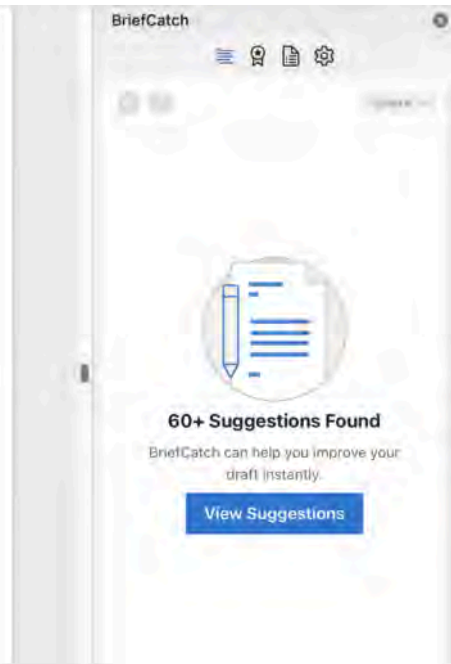 BriefCatch
60+ Suggestions Found
BriefCatch can help you improve your
draft instantly.
View Suggestions